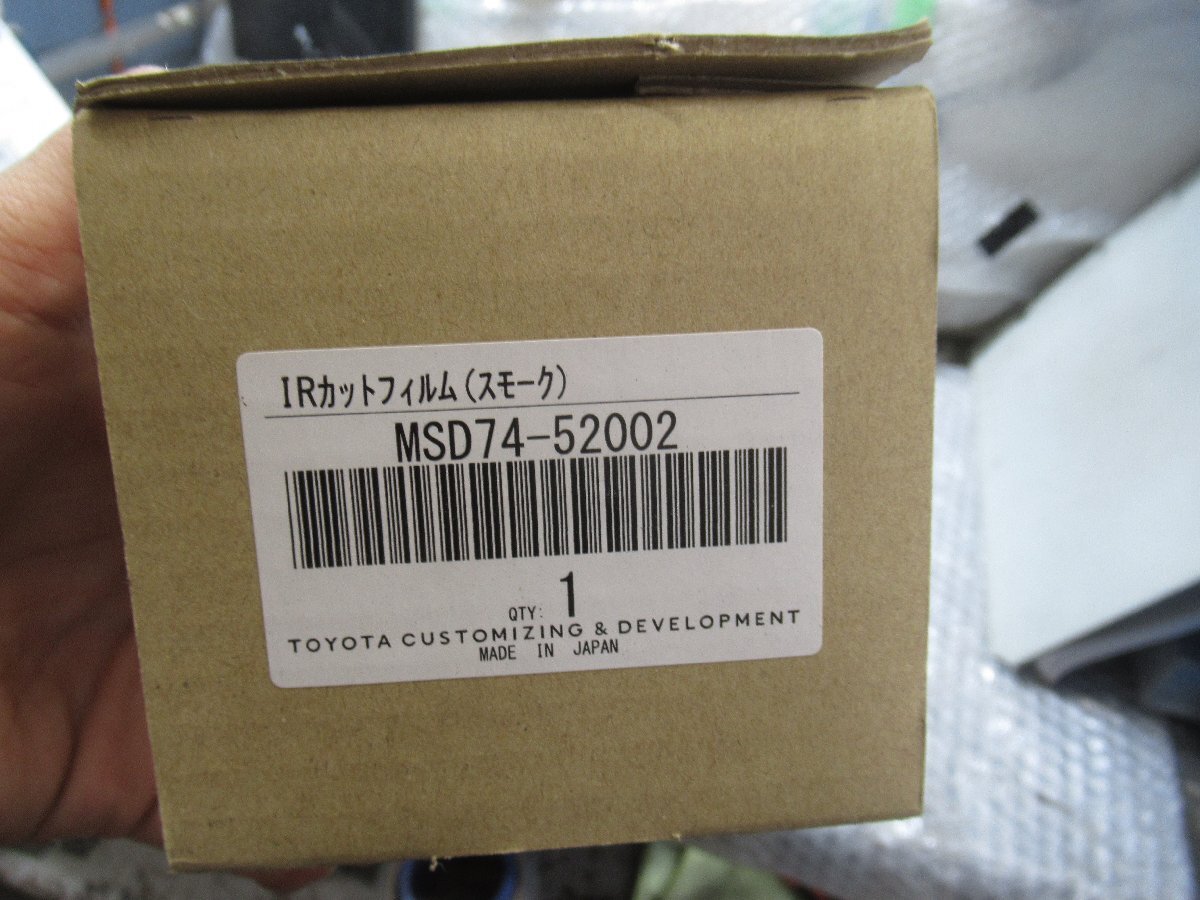 IRカットフィルム(スモーク)
MSD74-52002
QTY: 1
TOYOTA CUSTOMIZING & DEVELOPMENT
MADE IN JAPAN